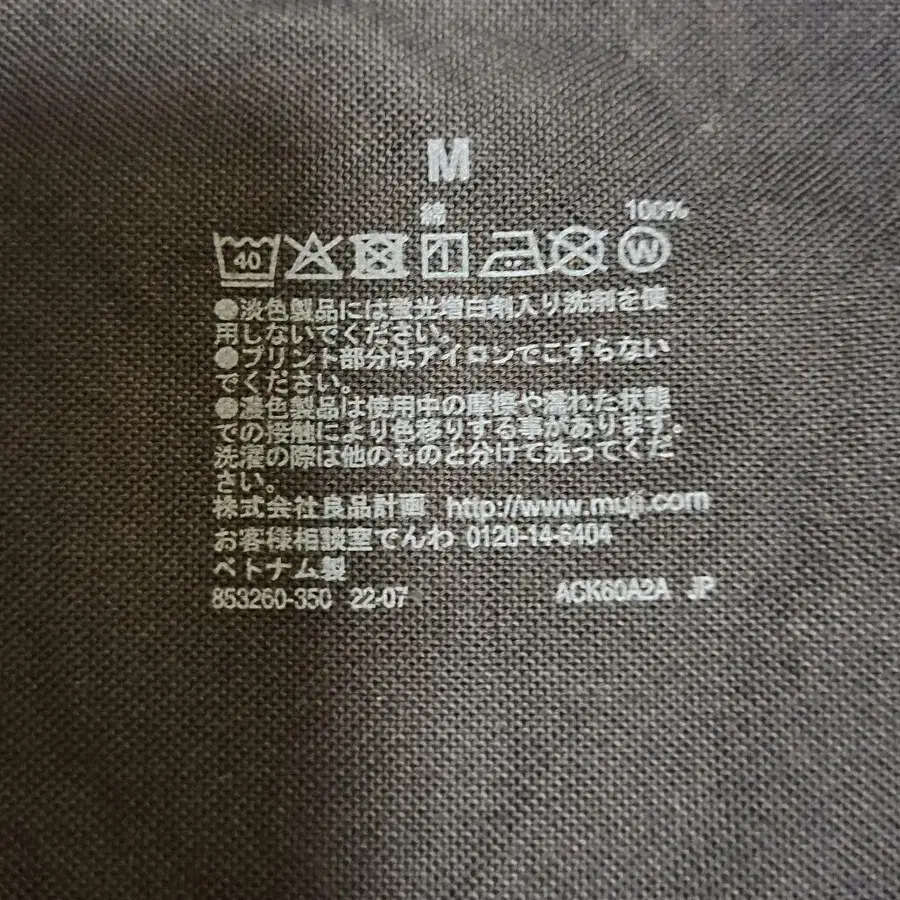 M
綿 100%
40 W
●淡色製品には蛍光増白剤入り洗剤を使
用しないでください。
●プリント部分はアイロンでこすらない
でください。
●濃色製品は使用中の摩擦や濡れた状態
での接触により色移りする事があります。
洗濯の際は他のものと分けて洗ってくだ
さい。
株式会社良品計画 http://www.muji.com
お客様相談室でんわ 0120-14-6404
ベトナム製
853260-350 22-07 ACK60A2A JP